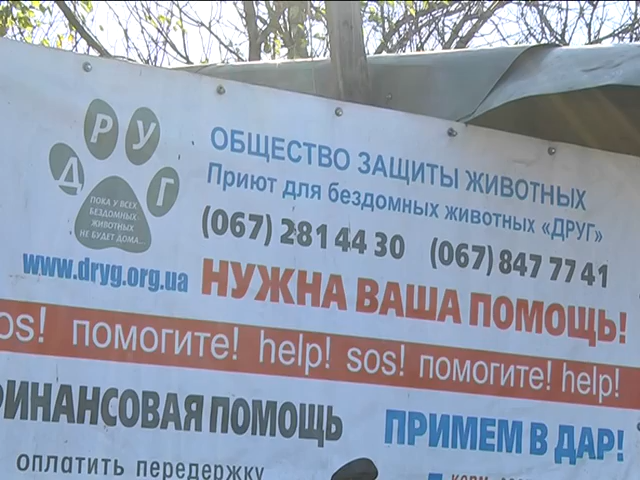 ДРУГ
ПОКА У ВСЕХ
БЕЗДОМНЫХ
ЖИВОТНЫХ
НЕ БУДЕТ ДОМА...
www.dryg.org.ua
ОБЩЕСТВО ЗАЩИТЫ ЖИВОТНЫХ
Приют для бездомных животных «ДРУГ»
(067) 281 44 30 (067) 847 77 41
НУЖНА ВАША ПОМОЩЬ!
os! помогите! help! sos! помогите! help!
ФИНАНСОВАЯ ПОМОЩЬ
оплатить передержку
ПРИМЕМ В ДАР!